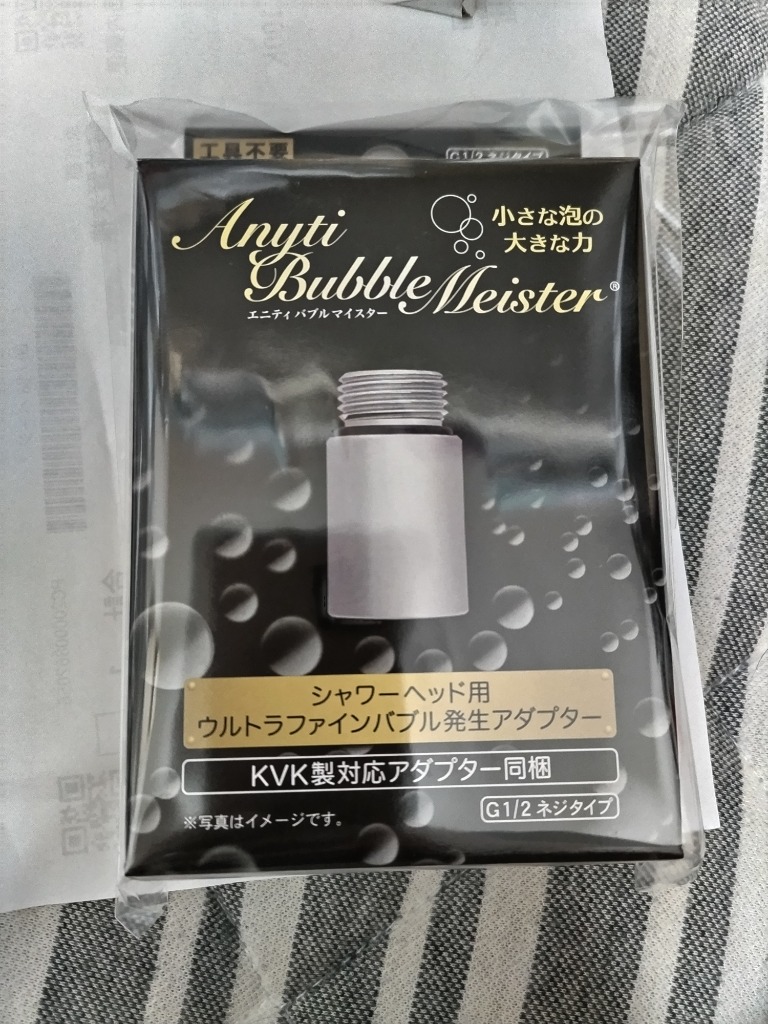 工具不要
G1/2 ネジタイプ
Anyti
Bubble Meister®
エニティ バブル マイスター
小さな泡の
大きな力
シャワーヘッド用
ウルトラファインバブル発生アダプター
KVK製対応アダプター同梱
G1/2 ネジタイプ
※写真はイメージです。